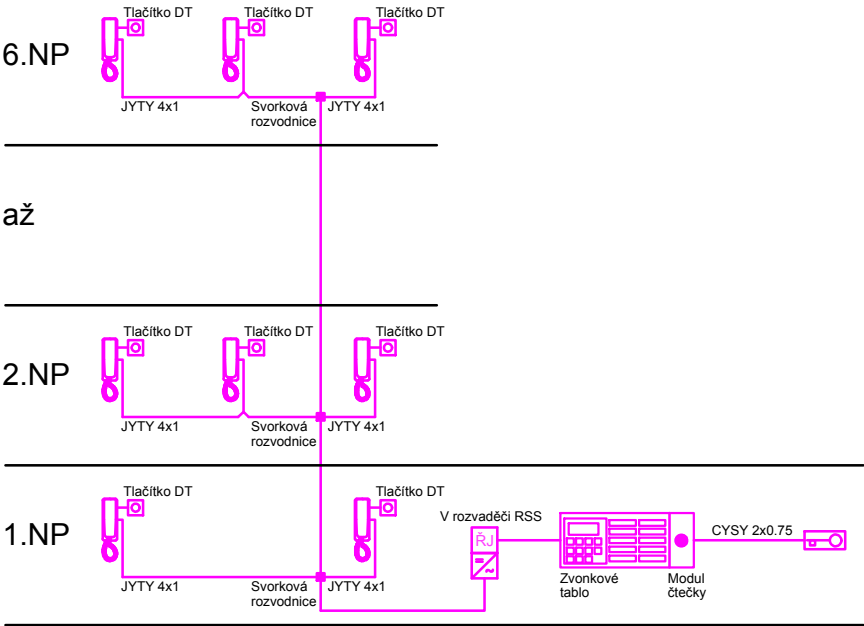 Tlačítko DT
Tlačítko DT
Tlačítko DT
6.NP
JYTY 4x1
Svorková
rozvodnice
JYTY 4x1
až
Tlačítko DT
Tlačítko DT
Tlačítko DT
2.NP
JYTY 4x1
Svorková
rozvodnice
JYTY 4x1
Tlačítko DT
Tlačítko DT
1.NP
V rozvaděči RSS
ŘJ
CYSY 2x0.75
JYTY 4x1
Svorková
rozvodnice
JYTY 4x1
Zvonkové
tablo
Modul
čtečky